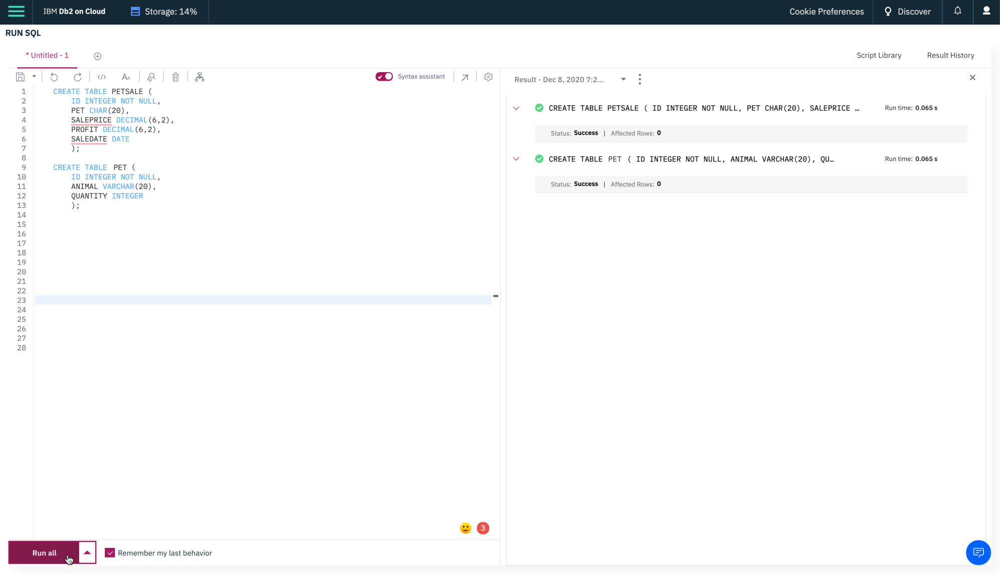 IBM Db2 on Cloud
Storage: 14%
Cookie Preferences
Discover
RUN SQL
* Untitled - 1
Script Library
Result History
Syntax assistant
1 CREATE TABLE PETSALE (
2 ID INTEGER NOT NULL,
3 PET CHAR(20),
4 SALEPRICE DECIMAL(6,2),
5 PROFIT DECIMAL(6,2),
6 SALEDATE DATE
7 );
8
9 CREATE TABLE PET (
10 ID INTEGER NOT NULL,
11 ANIMAL VARCHAR(20),
12 QUANTITY INTEGER
13 );
14
15
16
17
18
19
20
21
22
23
24
25
26
27
28
3
Run all
Remember my last behavior
Result - Dec 8, 2020 7:2...
CREATE TABLE PETSALE ( ID INTEGER NOT NULL, PET CHAR(20), SALEPRICE …
Run time: 0.065 s
Status: Success | Affected Rows: 0
CREATE TABLE PET ( ID INTEGER NOT NULL, ANIMAL VARCHAR(20), QU…
Run time: 0.065 s
Status: Success | Affected Rows: 0